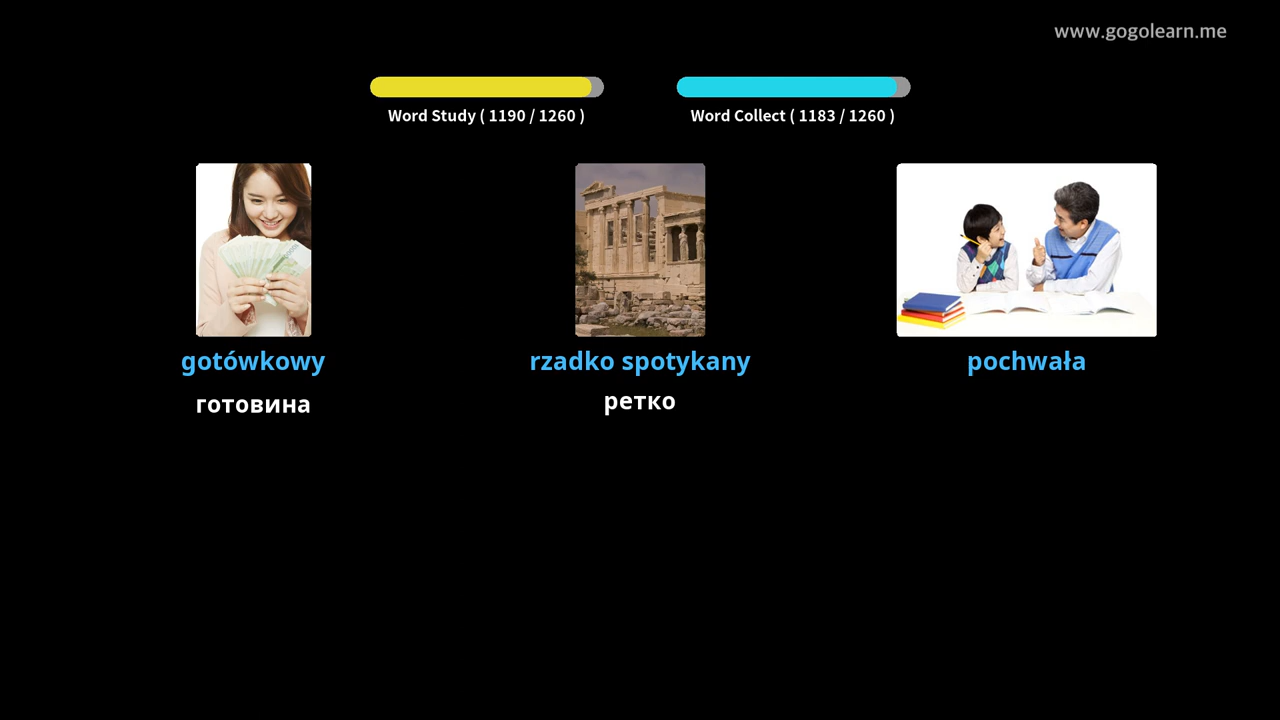 www.gogolearn.me
Word Study ( 1190 / 1260 )
Word Collect ( 1183 / 1260 )
gotówkowy
rzadko spotykany
pochwała
готовина
ретко